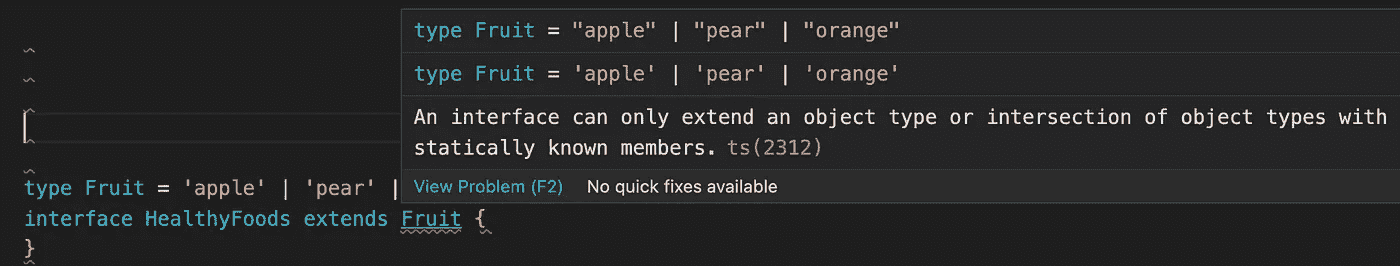 type Fruit = "apple" | "pear" | "orange"
type Fruit = 'apple' | 'pear' | 'orange'
An interface can only extend an object type or intersection of object types with
statically known members. ts(2312)
View Problem (F2) No quick fixes available
type Fruit = 'apple' | 'pear' |
interface HealthyFoods extends Fruit {
}